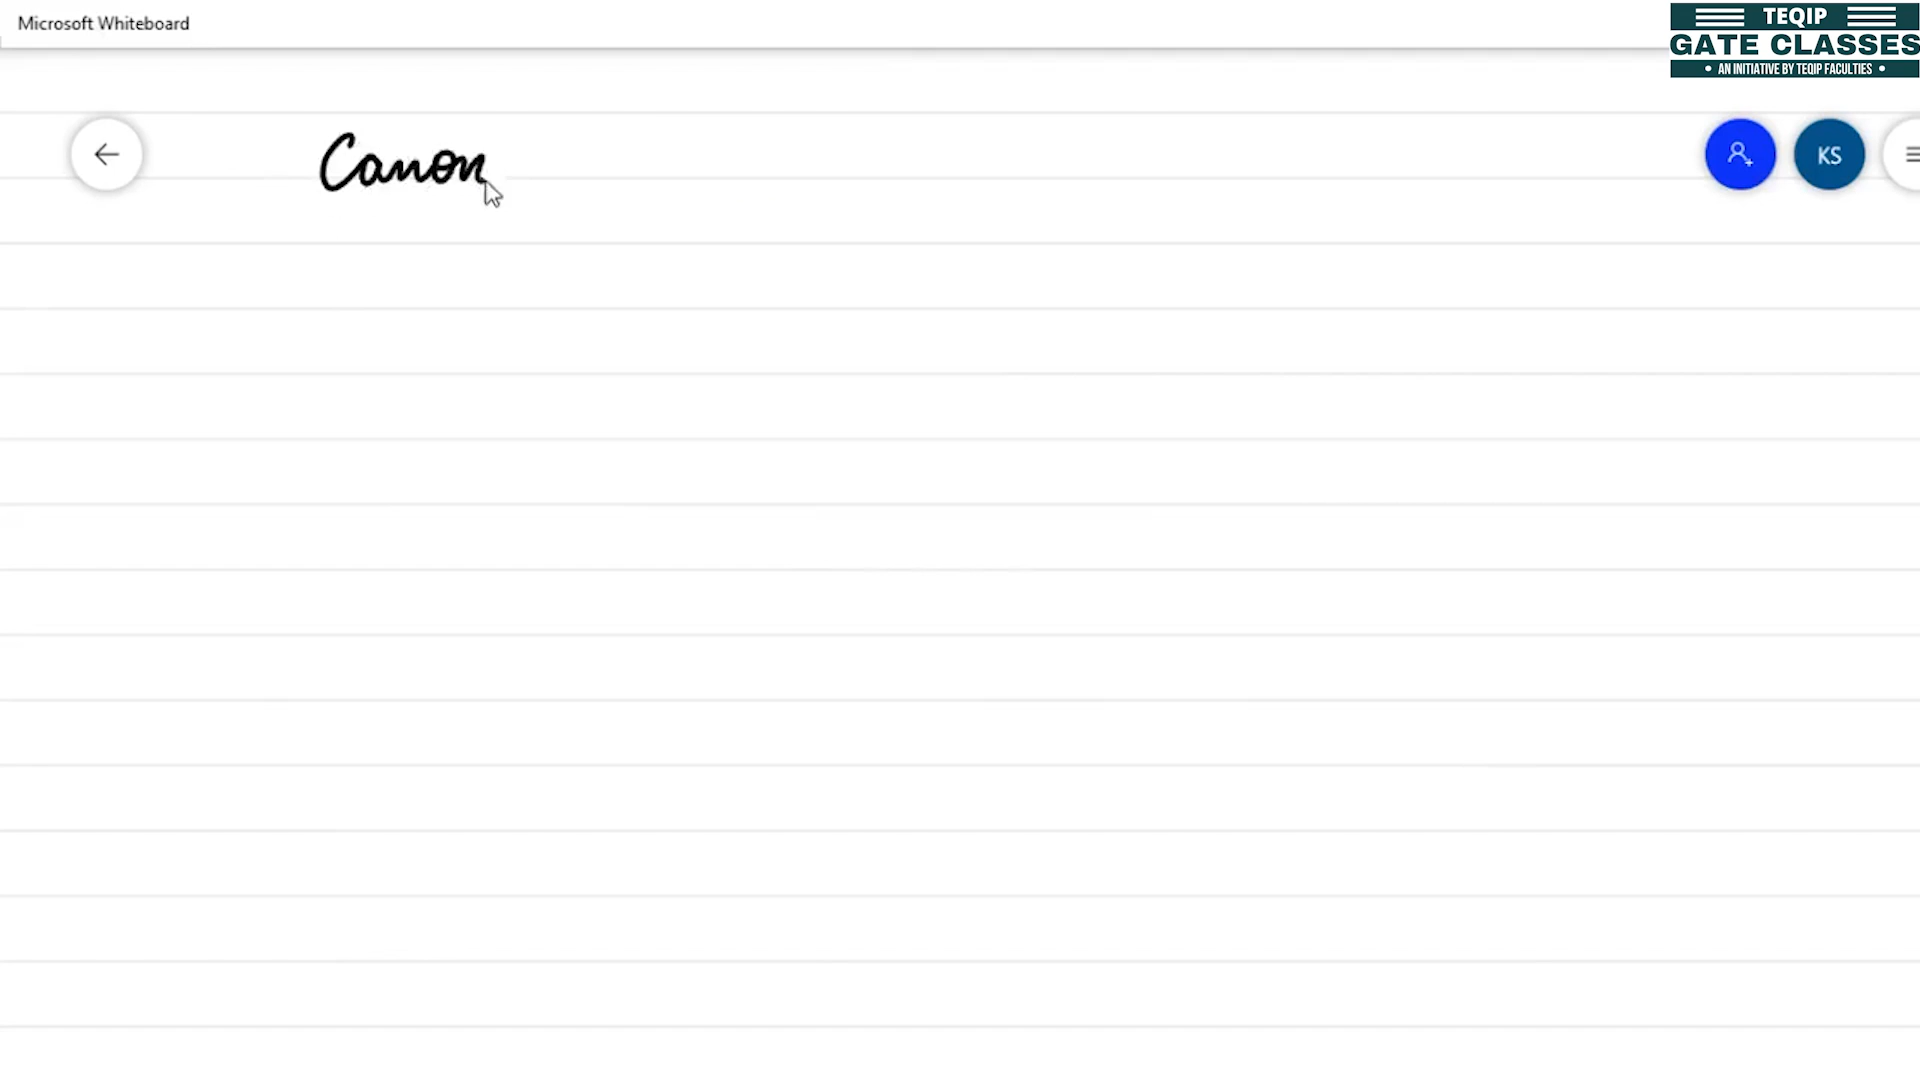 Microsoft Whiteboard
TEQIP
GATE CLASSES
• AN INITIATIVE BY TEQIP FACULTIES •
Canon
KS